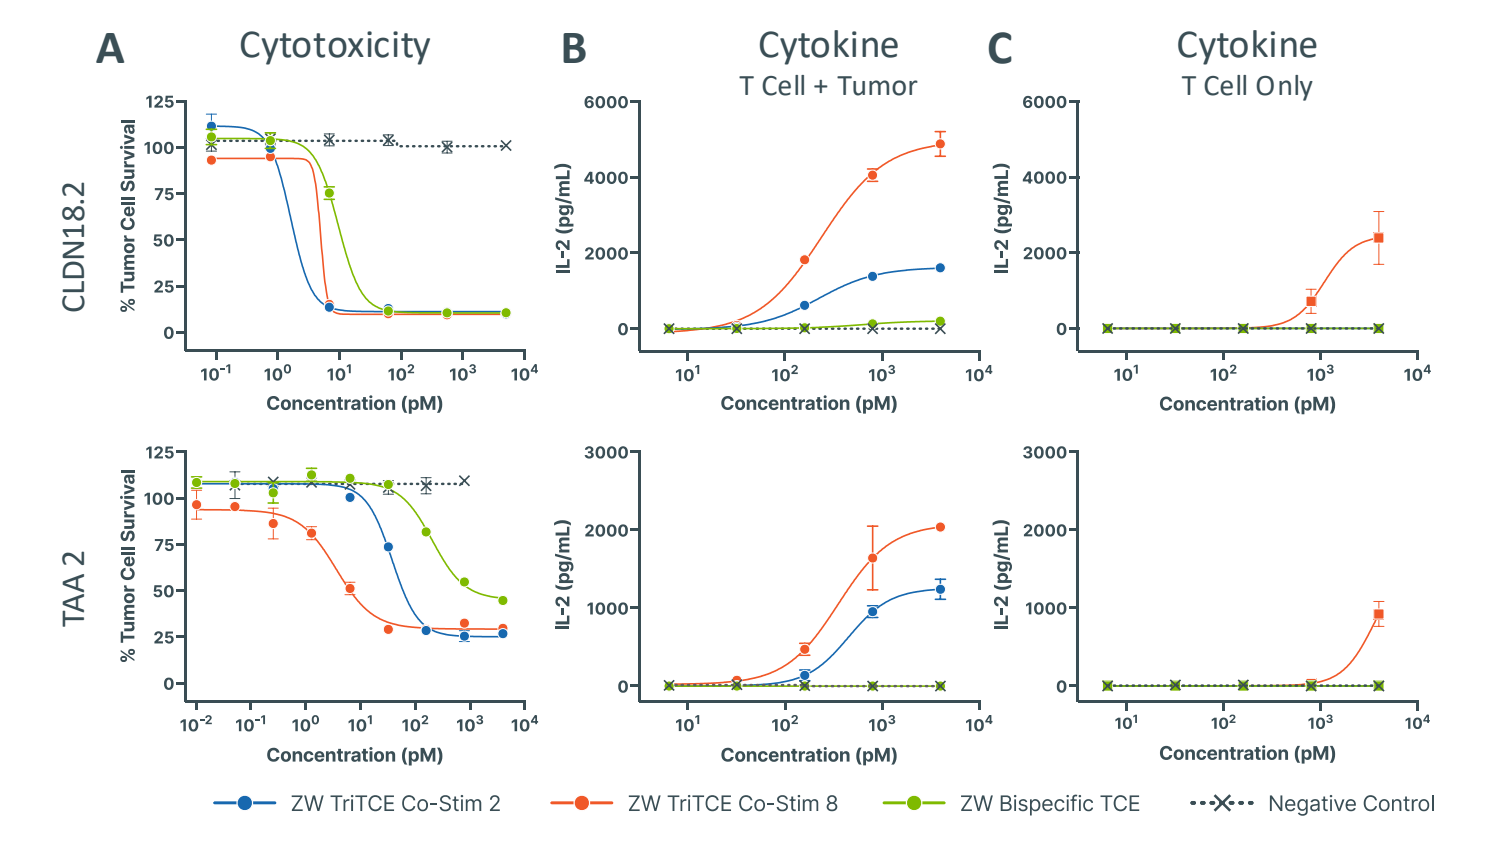 A Cytotoxicity
B Cytokine
T Cell + Tumor
C Cytokine
T Cell Only
CLDN18.2
% Tumor Cell Survival
125
100
75
50
25
0
10-1 100 101 102 103 104
Concentration (pM)
IL-2 (pg/mL)
6000
4000
2000
0
101 102 103 104
Concentration (pM)
IL-2 (pg/mL)
6000
4000
2000
0
101 102 103 104
Concentration (pM)
TAA 2
% Tumor Cell Survival
125
100
75
50
25
0
10-2 10-1 100 101 102 103 104
Concentration (pM)
IL-2 (pg/mL)
3000
2000
1000
0
101 102 103 104
Concentration (pM)
IL-2 (pg/mL)
3000
2000
1000
0
101 102 103 104
Concentration (pM)
ZW TriTCE Co-Stim 2 ZW TriTCE Co-Stim 8 ZW Bispecific TCE Negative Control